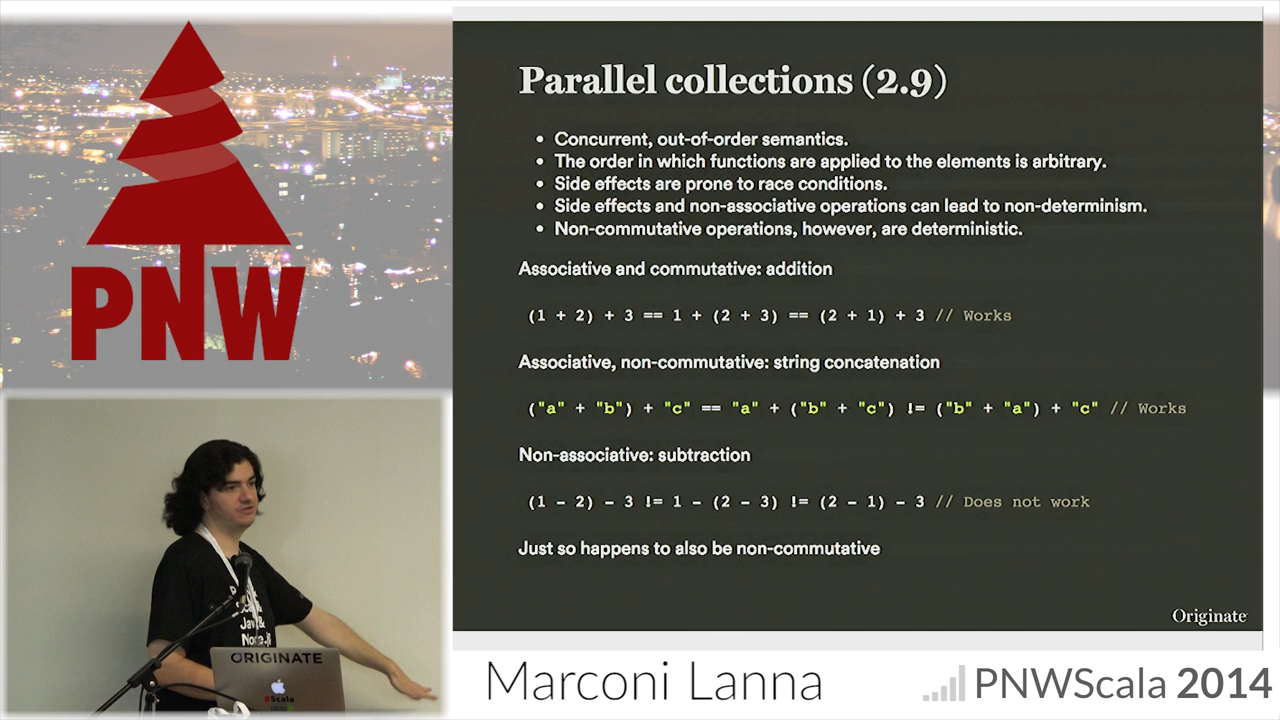 PNW
Parallel collections (2.9)
• Concurrent, out-of-order semantics.
• The order in which functions are applied to the elements is arbitrary.
• Side effects are prone to race conditions.
• Side effects and non-associative operations can lead to non-determinism.
• Non-commutative operations, however, are deterministic.
Associative and commutative: addition
(1 + 2) + 3 == 1 + (2 + 3) == (2 + 1) + 3 // Works
Associative, non-commutative: string concatenation
("a" + "b") + "c" == "a" + ("b" + "c") != ("b" + "a") + "c" // Works
Non-associative: subtraction
(1 - 2) - 3 != 1 - (2 - 3) != (2 - 1) - 3 // Does not work
Just so happens to also be non-commutative
Originate
ORIGINATE
Scala
Marconi Lanna
PNWScala 2014